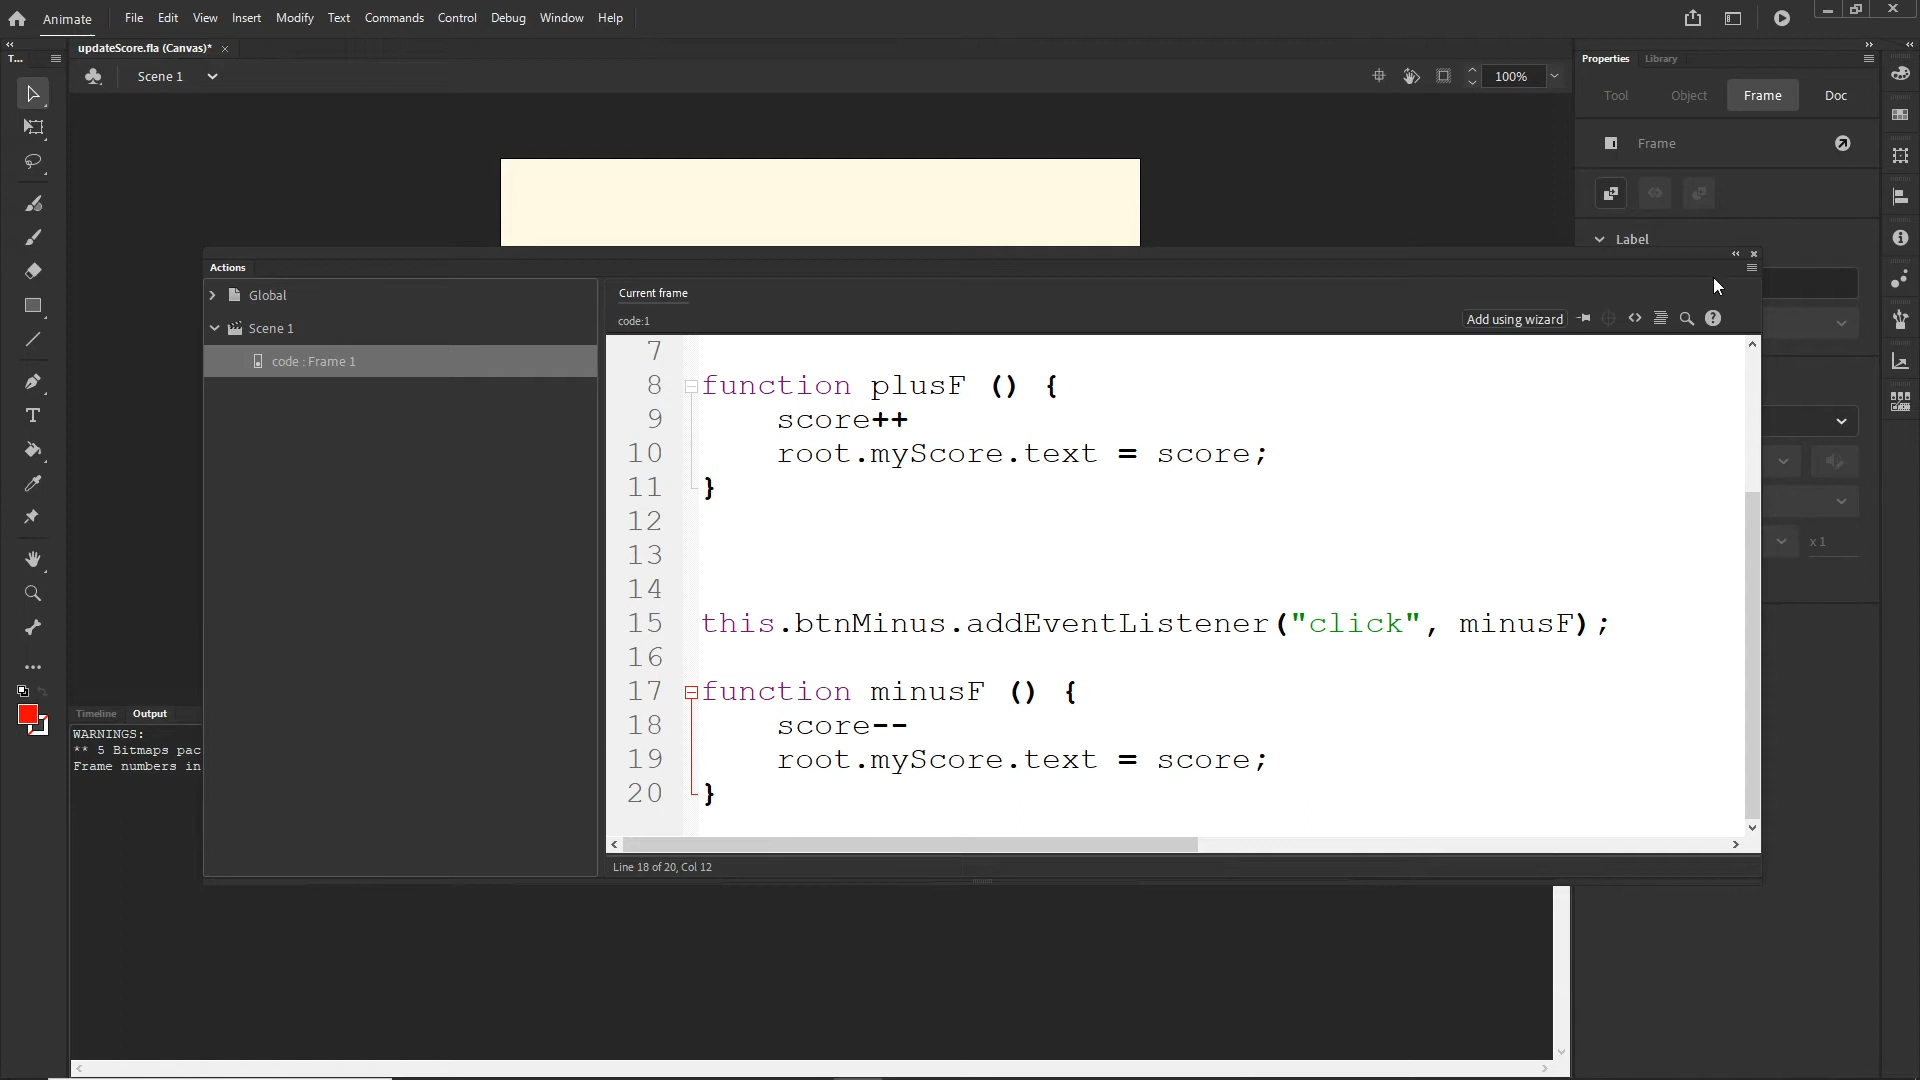 Animate File Edit View Insert Modify Text Commands Control Debug Window Help
updateScore.fla (Canvas)* ×
Properties Library
T...
Scene 1
100%
Tool Object Frame Doc
Frame
Label
Actions
Global
Scene 1
code : Frame 1
Current frame
code:1
Add using wizard
7
8 function plusF () {
9 score++
10 root.myScore.text = score;
11 }
12
13
14
15 this.btnMinus.addEventListener("click", minusF);
16
17 function minusF () {
18 score--
19 root.myScore.text = score;
20 }
Line 18 of 20, Col 12
x 1
Timeline Output
WARNINGS:
** 5 Bitmaps pac
Frame numbers in